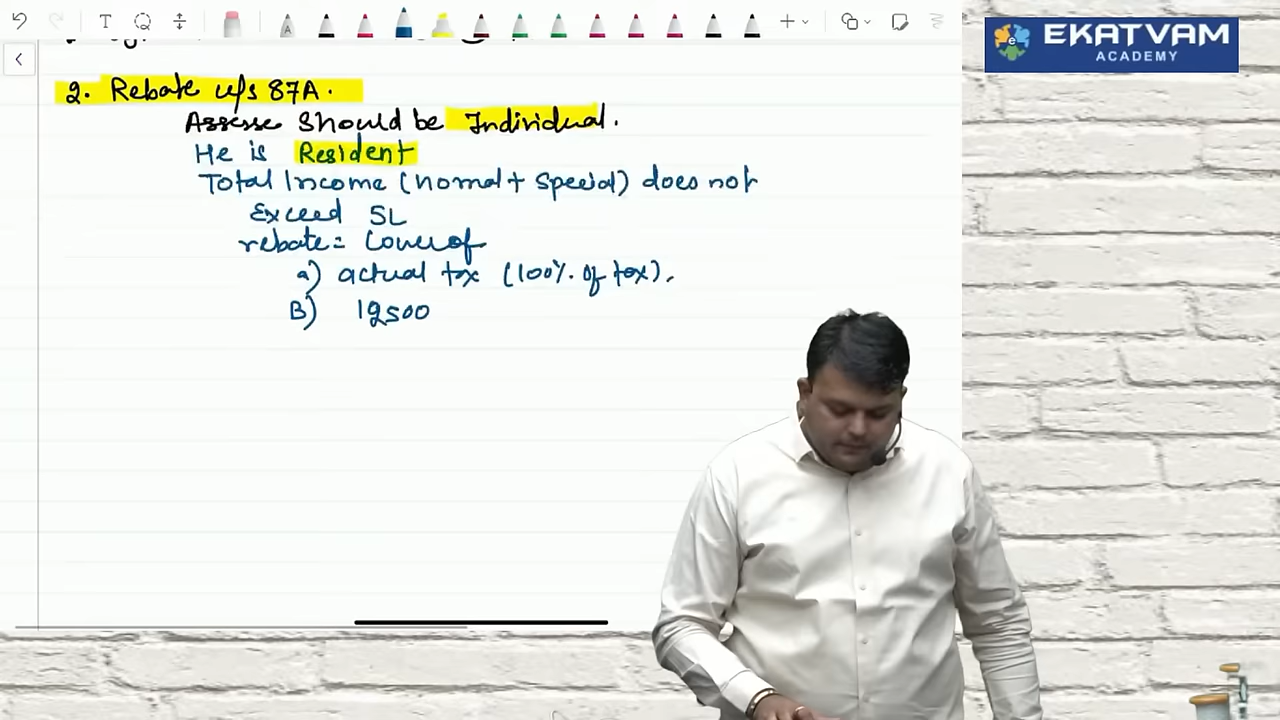 EKATVAM
ACADEMY
2. Rebate u/s 87A.
Assesse Should be Individual.
He is Resident
Total Income (normal + special) does not
Exceed 5L
rebate = Lower of
a) actual tax (100% of tax).
B) 12500